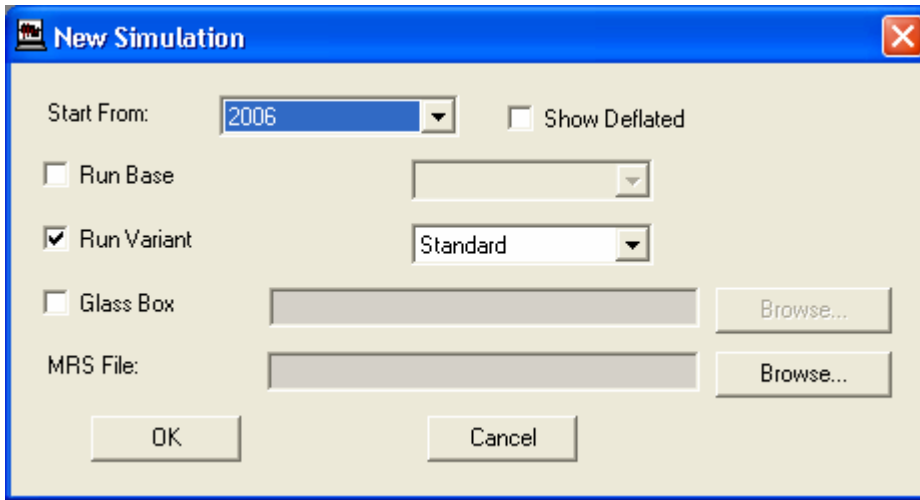 New Simulation
Start From: 2006 Show Deflated
Run Base
Run Variant Standard
Glass Box Browse...
MRS File: Browse...
OK Cancel